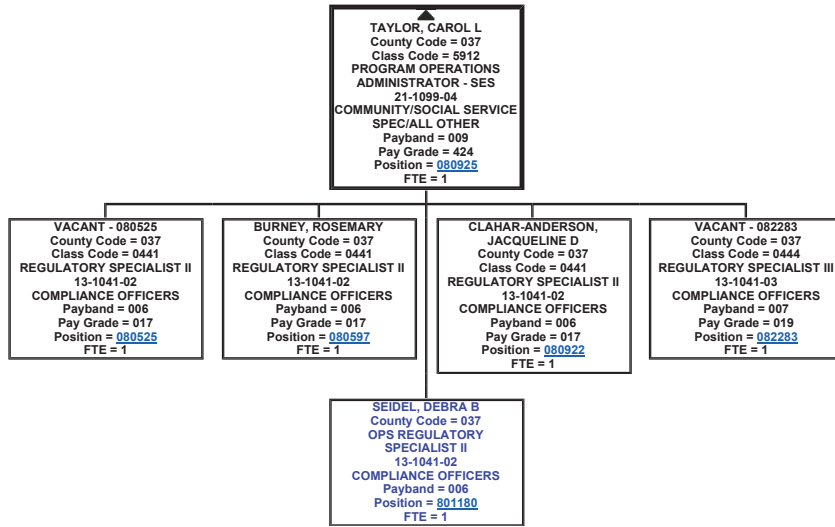 TAYLOR, CAROL L
County Code = 037
Class Code = 5912
PROGRAM OPERATIONS
ADMINISTRATOR - SES
21-1099-04
COMMUNITY/SOCIAL SERVICE
SPEC/ALL OTHER
Payband = 009
Pay Grade = 424
Position = 080925
FTE = 1
VACANT - 080525
County Code = 037
Class Code = 0441
REGULATORY SPECIALIST II
13-1041-02
COMPLIANCE OFFICERS
Payband = 006
Pay Grade = 017
Position = 080525
FTE = 1
BURNEY, ROSEMARY
County Code = 037
Class Code = 0441
REGULATORY SPECIALIST II
13-1041-02
COMPLIANCE OFFICERS
Payband = 006
Pay Grade = 017
Position = 080597
FTE = 1
CLAHAR-ANDERSON,
JACQUELINE D
County Code = 037
Class Code = 0441
REGULATORY SPECIALIST II
13-1041-02
COMPLIANCE OFFICERS
Payband = 006
Pay Grade = 017
Position = 080922
FTE = 1
VACANT - 082283
County Code = 037
Class Code = 0444
REGULATORY SPECIALIST III
13-1041-03
COMPLIANCE OFFICERS
Payband = 007
Pay Grade = 019
Position = 082283
FTE = 1
SEIDEL, DEBRA B
County Code = 037
OPS REGULATORY
SPECIALIST II
13-1041-02
COMPLIANCE OFFICERS
Payband = 006
Position = 801180
FTE = 1